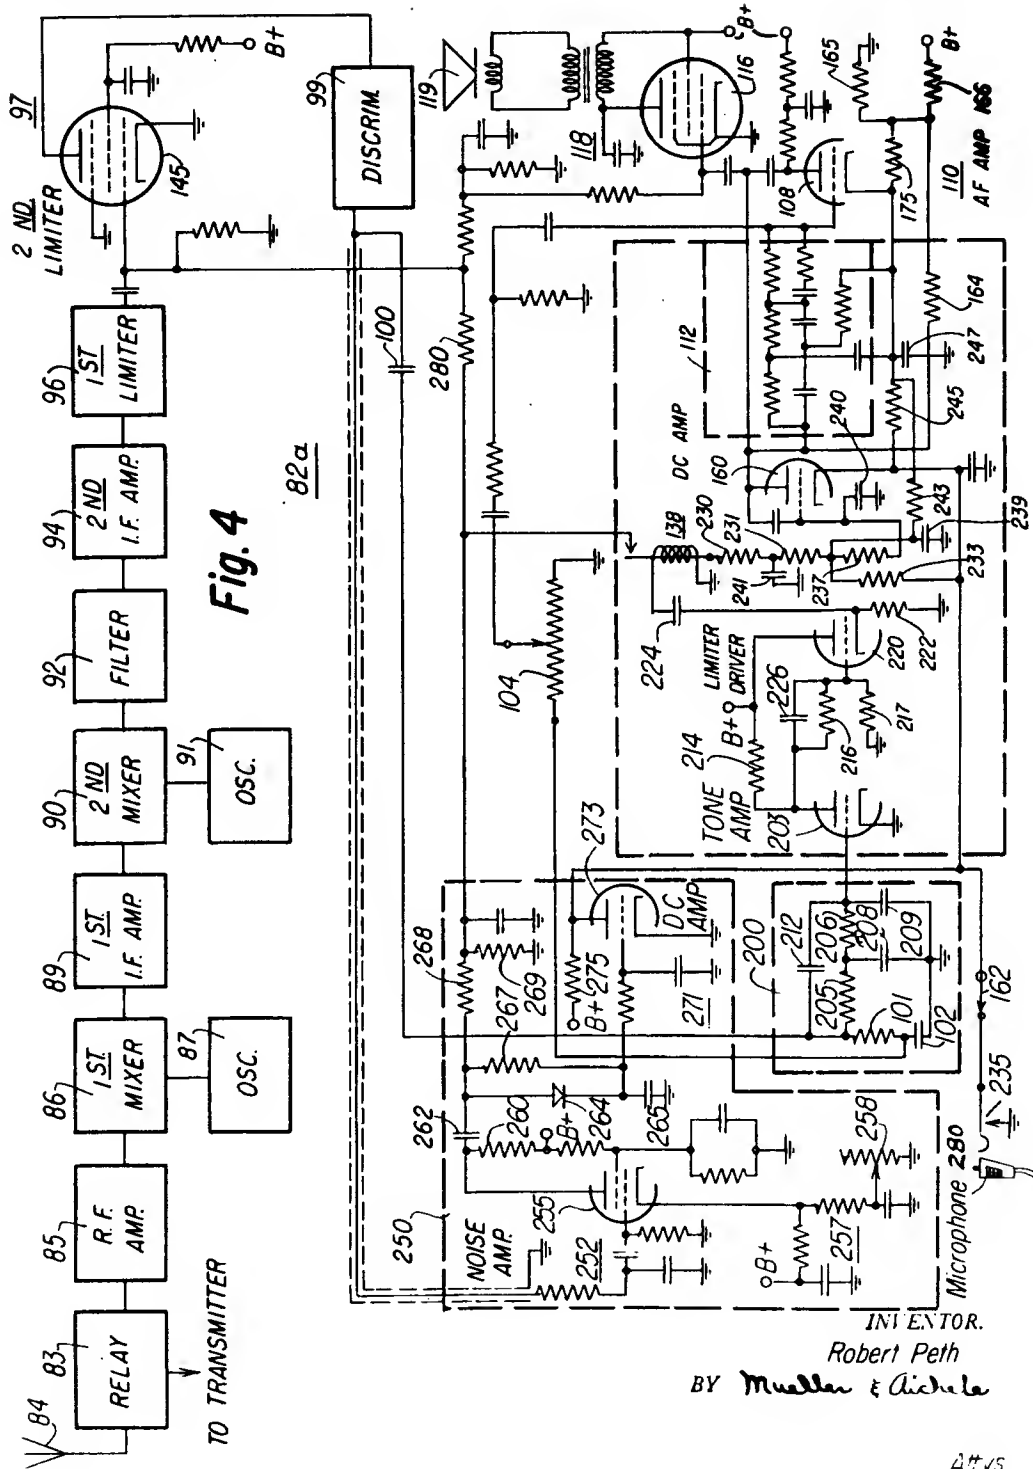 84
83
RELAY
TO TRANSMITTER
85
R.F. AMP.
86
1ST MIXER
87
OSC.
89
1ST I.F. AMP.
90
2ND MIXER
91
OSC.
92
FILTER
94
2ND I.F. AMP.
96
1ST LIMITER
2ND LIMITER
97
145
B+
99
DISCRIM.
Fig. 4
82a
100
280
104
119
118
116
B+
108
165
B+
166
175
110
AF AMP
112
164
247
245
240
243
239
233
DC AMP
160
138
230
231
241
237
224
LIMITER DRIVER
220
222
B+
226
214
216
217
TONE AMP
203
250
NOISE AMP.
262
260
268
267
269
264
B+
265
255
252
258
257
B+
273
DC AMP
B+
275
271
200
212
206
205
208
209
101
102
162
235
Microphone 280
INVENTOR.
Robert Peth
BY Mueller & Aichele
Attys